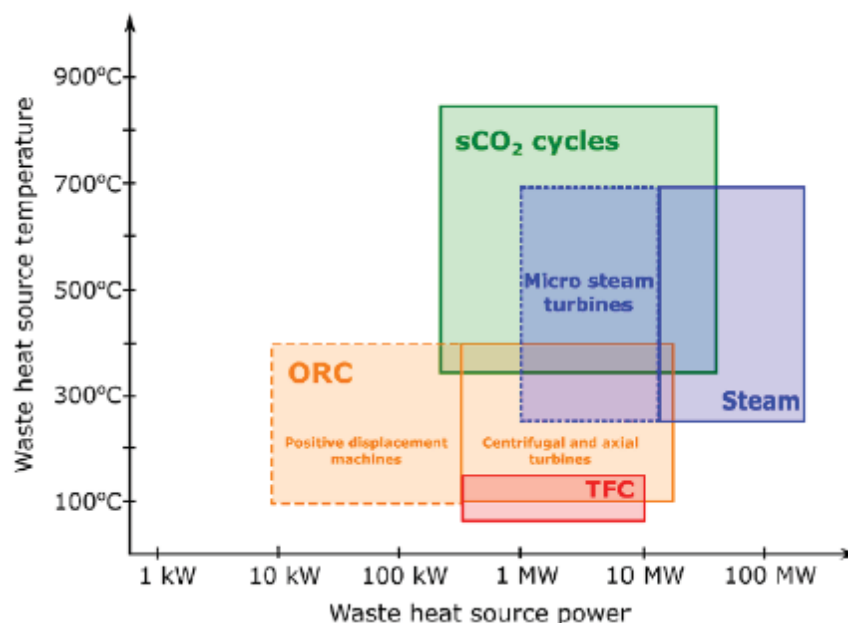 Waste heat source temperature
900°C
700°C
500°C
300°C
100°C
sCO₂ cycles
Micro steam
turbines
Steam
ORC
Positive displacement
machines
Centrifugal and axial
turbines
TFC
1 kW
10 kW
100 kW
1 MW
10 MW
100 MW
Waste heat source power